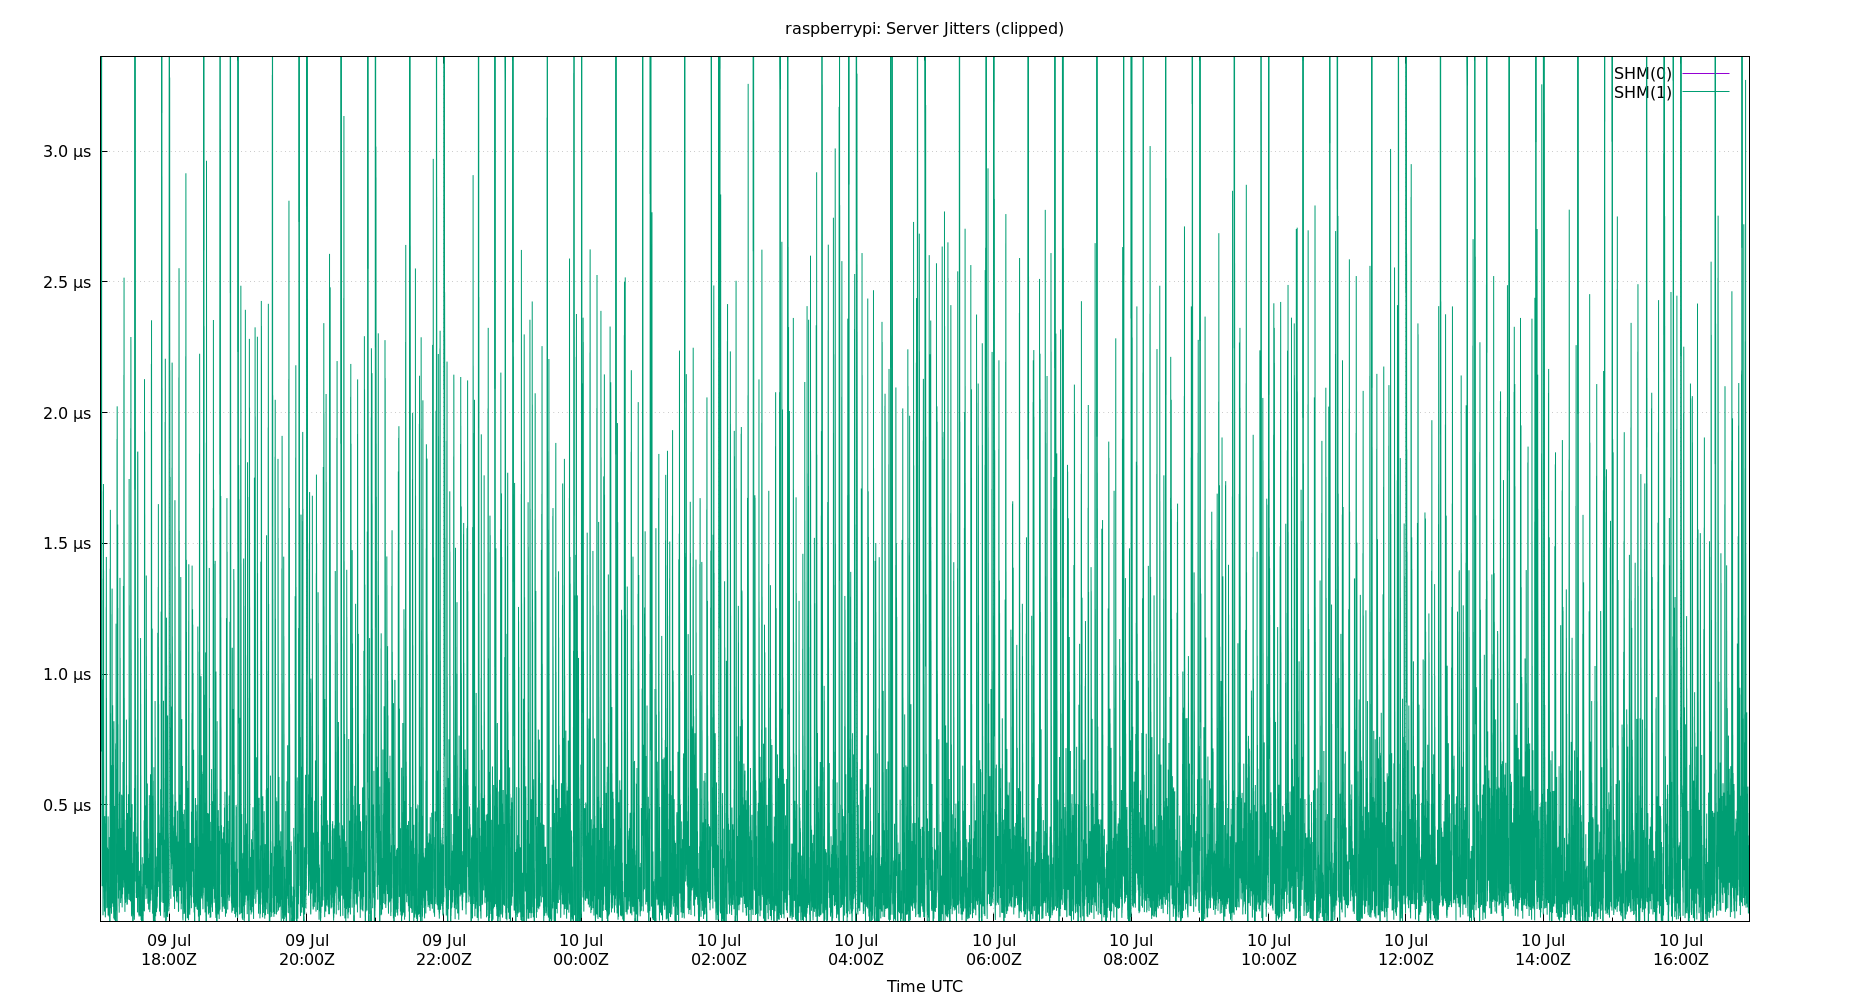 raspberrypi: Server Jitters (clipped)
SHM(0)
SHM(1)
3.0 µs
2.5 µs
2.0 µs
1.5 µs
1.0 µs
0.5 µs
09 Jul 09 Jul 09 Jul 10 Jul 10 Jul 10 Jul 10 Jul 10 Jul 10 Jul 10 Jul 10 Jul 10 Jul
18:00Z 20:00Z 22:00Z 00:00Z 02:00Z 04:00Z 06:00Z 08:00Z 10:00Z 12:00Z 14:00Z 16:00Z
Time UTC